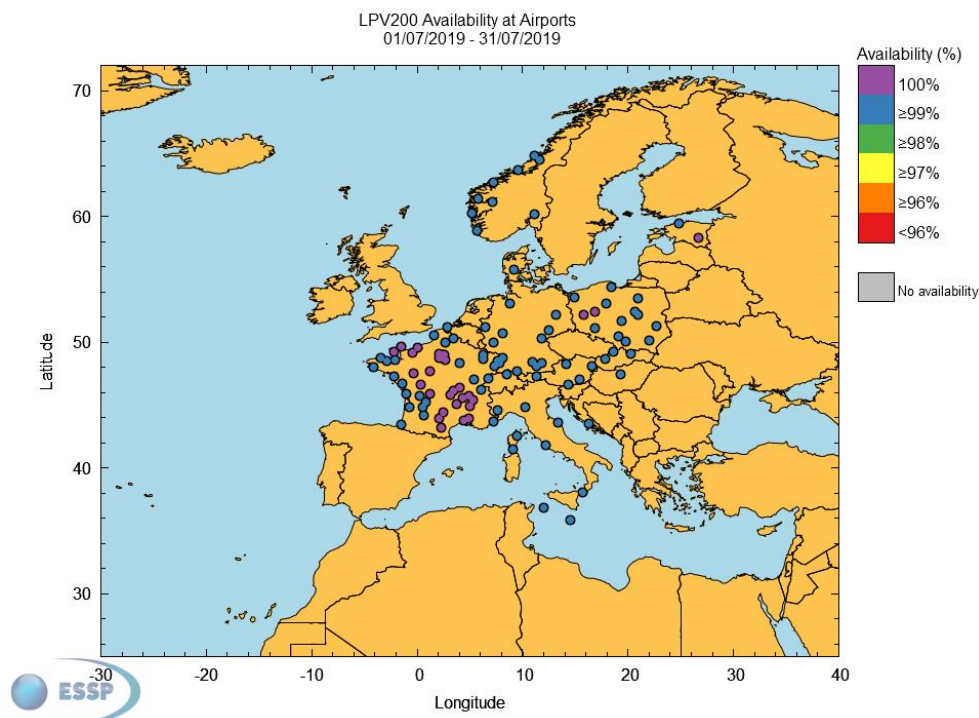 LPV200 Availability at Airports
01/07/2019 - 31/07/2019
Availability (%)
100%
≥99%
≥98%
≥97%
≥96%
<96%
No availability
70
60
50
40
30
Latitude
-30 -20 -10 0 10 20 30 40
Longitude
ESSP